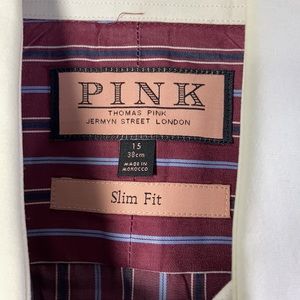 PINK
THOMAS PINK
JERMYN STREET LONDON
15
38cm
MADE IN
MOROCCO
Slim Fit